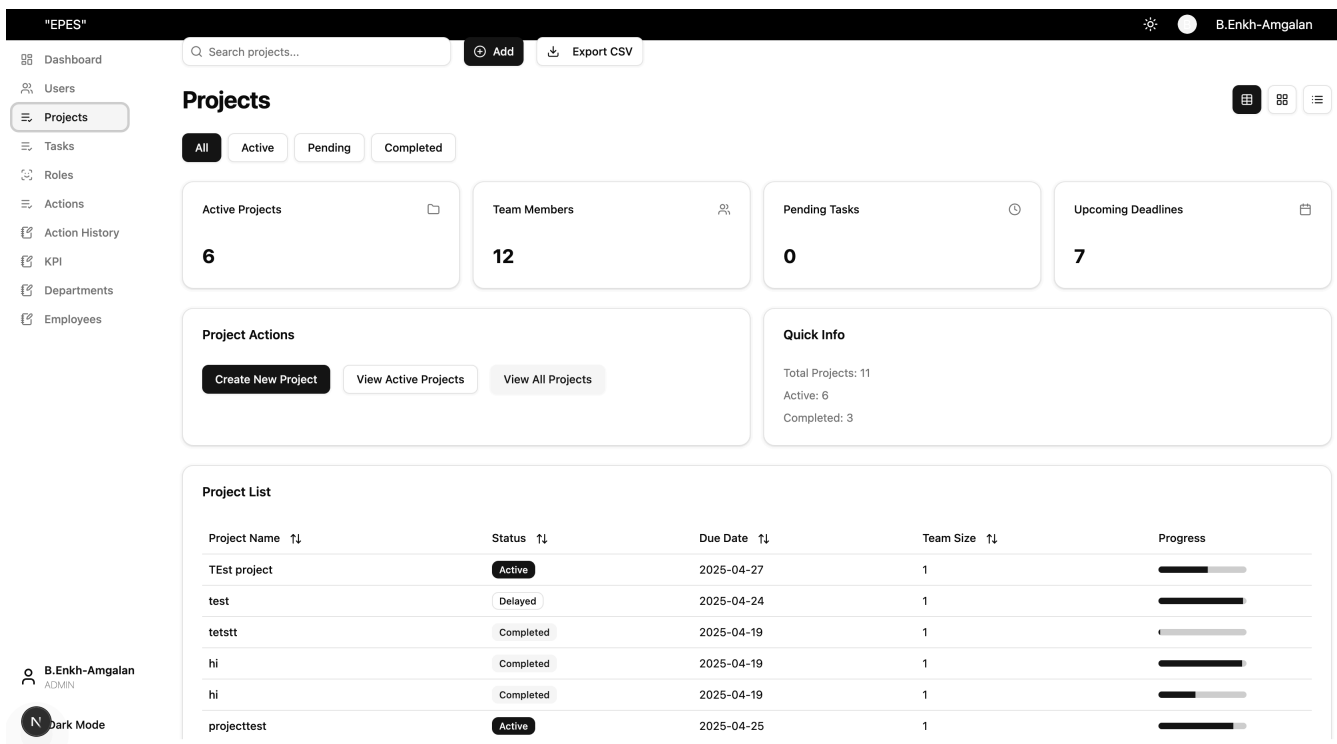 "EPES"
B.Enkh-Amgalan
Dashboard
Users
Projects
Tasks
Roles
Actions
Action History
KPI
Departments
Employees
B.Enkh-Amgalan
ADMIN
N
Dark Mode
Search projects...
Add
Export CSV
Projects
All Active Pending Completed
Active Projects
6
Team Members
12
Pending Tasks
0
Upcoming Deadlines
7
Project Actions
Create New Project View Active Projects View All Projects
Quick Info
Total Projects: 11
Active: 6
Completed: 3
Project List
Project Name Status Due Date Team Size Progress
TEst project Active 2025-04-27 1
test Delayed 2025-04-24 1
tetstt Completed 2025-04-19 1
hi Completed 2025-04-19 1
hi Completed 2025-04-19 1
projecttest Active 2025-04-25 1